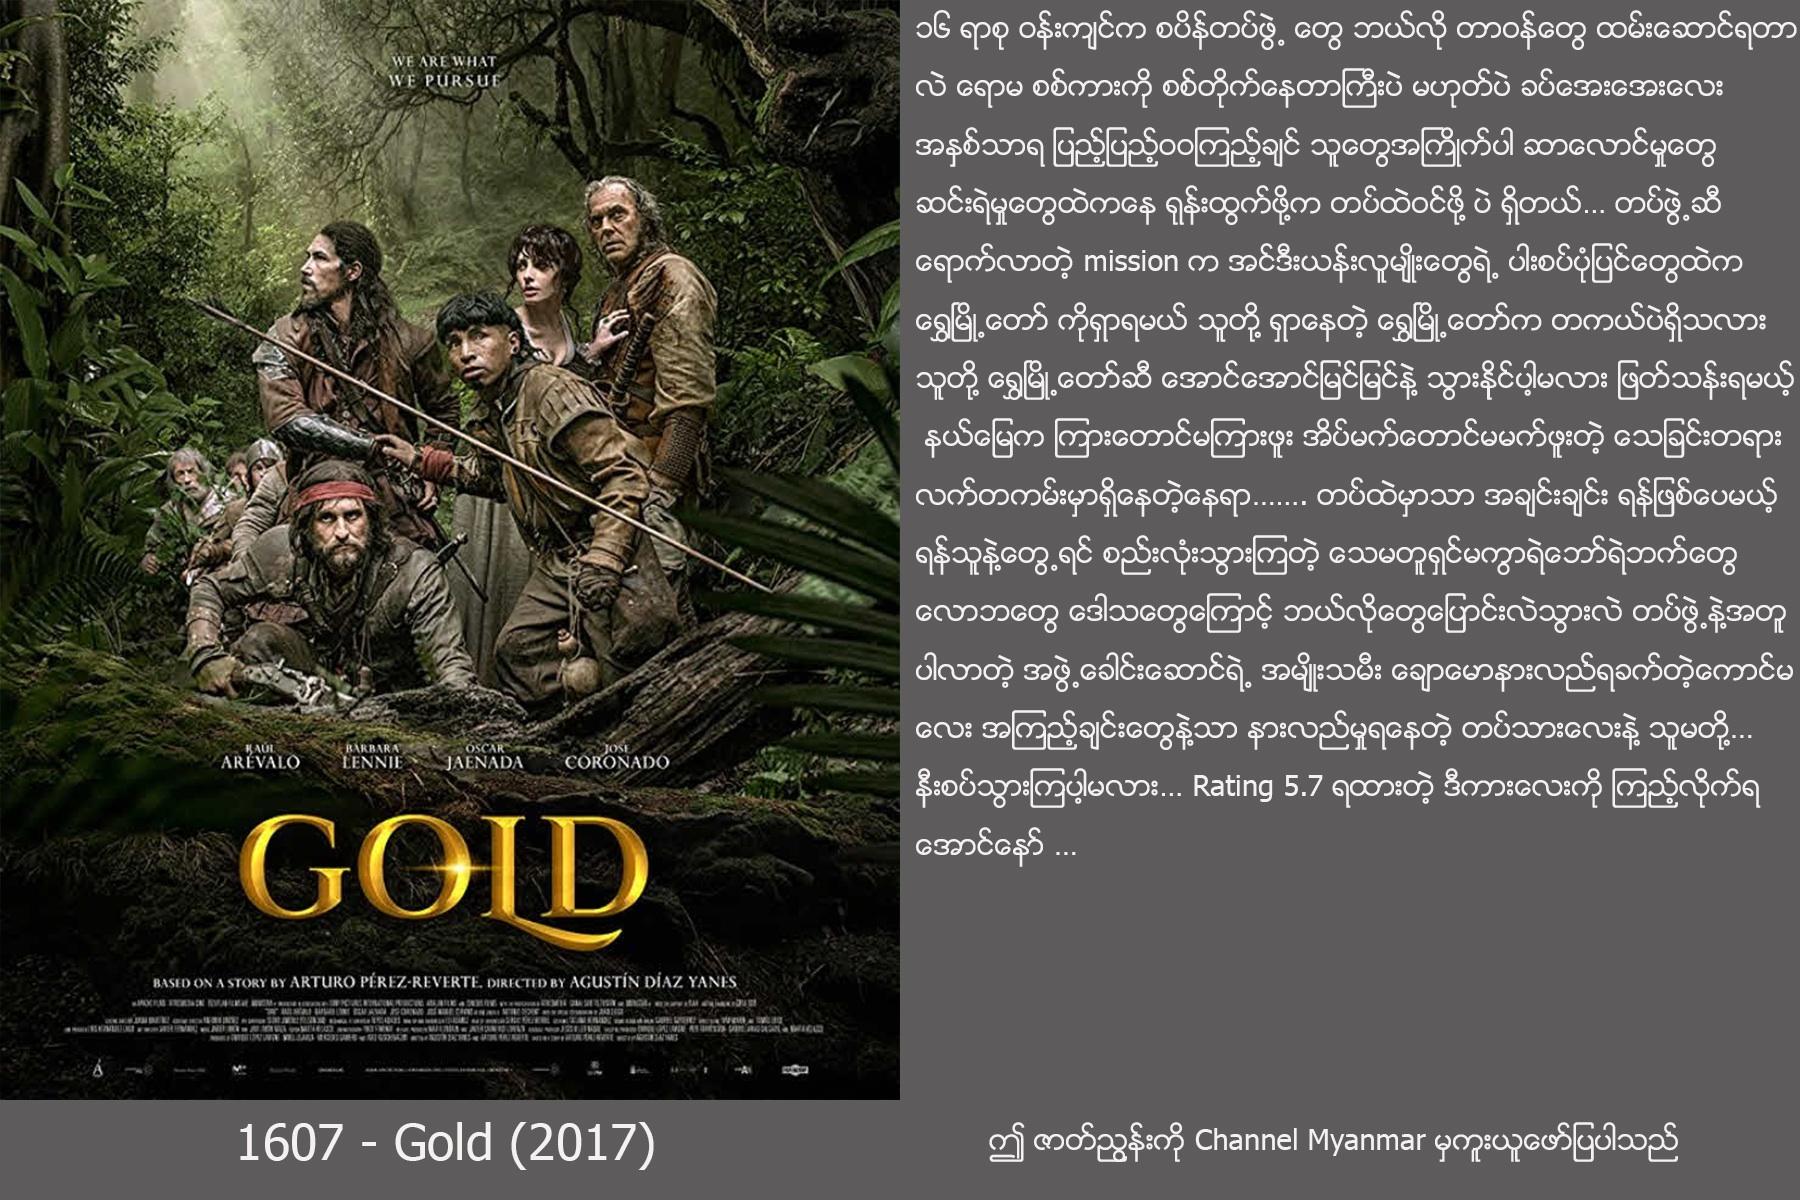 WE ARE WHAT
WE PURSUE
RAÚL
ARÉVALO
BÁRBARA
LENNIE
OSCAR
JAENADA
JOSE
CORONADO
GOLD
BASED ON A STORY BY ARTURO PÉREZ-REVERTE. DIRECTED BY AGUSTÍN DÍAZ YANES
1607 - Gold (2017)
၁၆ ရာစု ဝန်းကျင်က စပိန်တပ်ဖွဲ့ တွေ ဘယ်လို တာဝန်တွေ ထမ်းဆောင်ရတာ
လဲ ရောမ စစ်ကားကို စစ်တိုက်နေတာကြီးပဲ မဟုတ်ပဲ ခပ်အေးအေးလေး
အနှစ်သာရ ပြည့်ပြည့်ဝဝကြည့်ချင် သူတွေအကြိုက်ပါ ဆာလောင်မှုတွေ
ဆင်းရဲမှုတွေထဲကနေ ရုန်းထွက်ဖို့က တပ်ထဲဝင်ဖို့ ပဲ ရှိတယ်... တပ်ဖွဲ့ဆီ
ရောက်လာတဲ့ mission က အင်ဒီးယန်းလူမျိုးတွေရဲ့ ပါးစပ်ပုံပြင်တွေထဲက
ရွှေမြို့တော် ကိုရှာရမယ် သူတို့ ရှာနေတဲ့ ရွှေမြို့တော်က တကယ်ပဲရှိသလား
သူတို့ ရွှေမြို့တော်ဆီ အောင်အောင်မြင်မြင်နဲ့ သွားနိုင်ပါ့မလား ဖြတ်သန်းရမယ့်
နယ်မြေက ကြားတောင်မကြားဖူး အိပ်မက်တောင်မမက်ဖူးတဲ့ သေခြင်းတရား
လက်တကမ်းမှာရှိနေတဲ့နေရာ....... တပ်ထဲမှာသာ အချင်းချင်း ရန်ဖြစ်ပေမယ့်
ရန်သူနဲ့တွေ့ရင် စည်းလုံးသွားကြတဲ့ သေမတူရှင်မကွာရဲဘော်ရဲဘက်တွေ
လောဘတွေ ဒေါသတွေကြောင့် ဘယ်လိုတွေပြောင်းလဲသွားလဲ တပ်ဖွဲ့နဲ့အတူ
ပါလာတဲ့ အဖွဲ့ခေါင်းဆောင်ရဲ့ အမျိုးသမီး ချောမောနားလည်ရခက်တဲ့ကောင်မ
လေး အကြည့်ချင်းတွေနဲ့သာ နားလည်မှုရနေတဲ့ တပ်သားလေးနဲ့ သူမတို့...
နီးစပ်သွားကြပါ့မလား... Rating 5.7 ရထားတဲ့ ဒီကားလေးကို ကြည့်လိုက်ရ
အောင်နော် ...
ဤ ဇာတ်ညွှန်းကို Channel Myanmar မှကူးယူဖော်ပြပါသည်